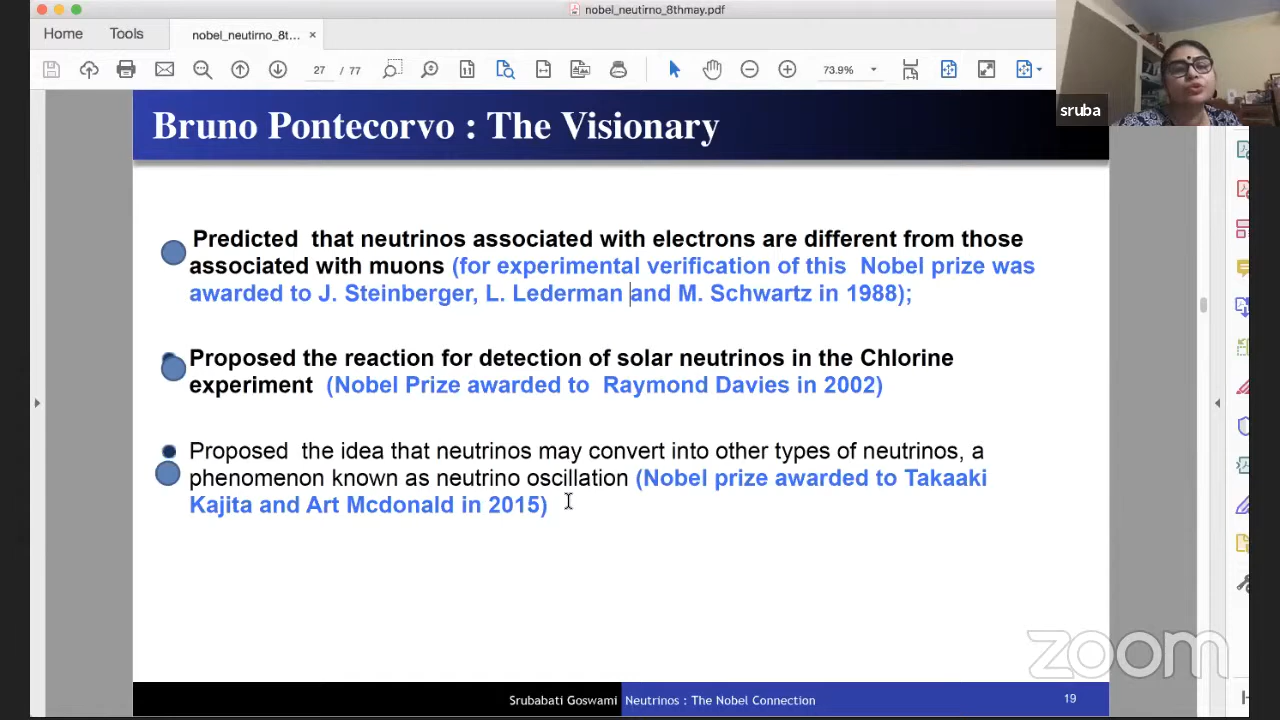 nobel_neutirno_8thmay.pdf
Home Tools nobel_neutirno_8t... ×
27 / 77 73.9%
sruba
Bruno Pontecorvo : The Visionary
Predicted that neutrinos associated with electrons are different from those
associated with muons (for experimental verification of this Nobel prize was
awarded to J. Steinberger, L. Lederman and M. Schwartz in 1988);
Proposed the reaction for detection of solar neutrinos in the Chlorine
experiment (Nobel Prize awarded to Raymond Davies in 2002)
Proposed the idea that neutrinos may convert into other types of neutrinos, a
phenomenon known as neutrino oscillation (Nobel prize awarded to Takaaki
Kajita and Art Mcdonald in 2015)
zoom
Srubabati Goswami Neutrinos : The Nobel Connection 19